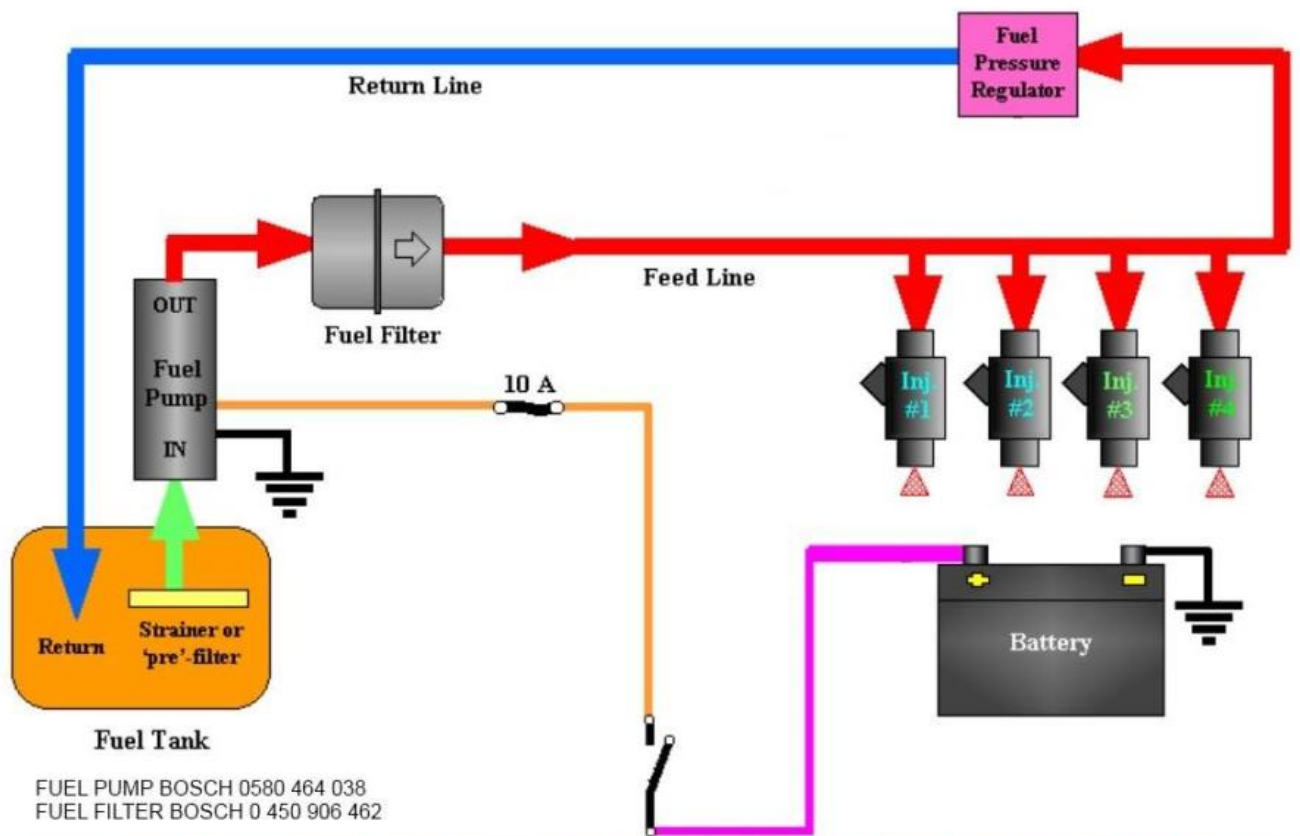 Fuel
Pressure
Regulator
Return Line
Feed Line
Fuel Filter
OUT
Fuel
Pump
IN
10 A
Inj.
#1
Inj.
#2
Inj.
#3
Inj.
#4
Return
Strainer or
'pre'-filter
Battery
Fuel Tank
FUEL PUMP BOSCH 0580 464 038
FUEL FILTER BOSCH 0 450 906 462